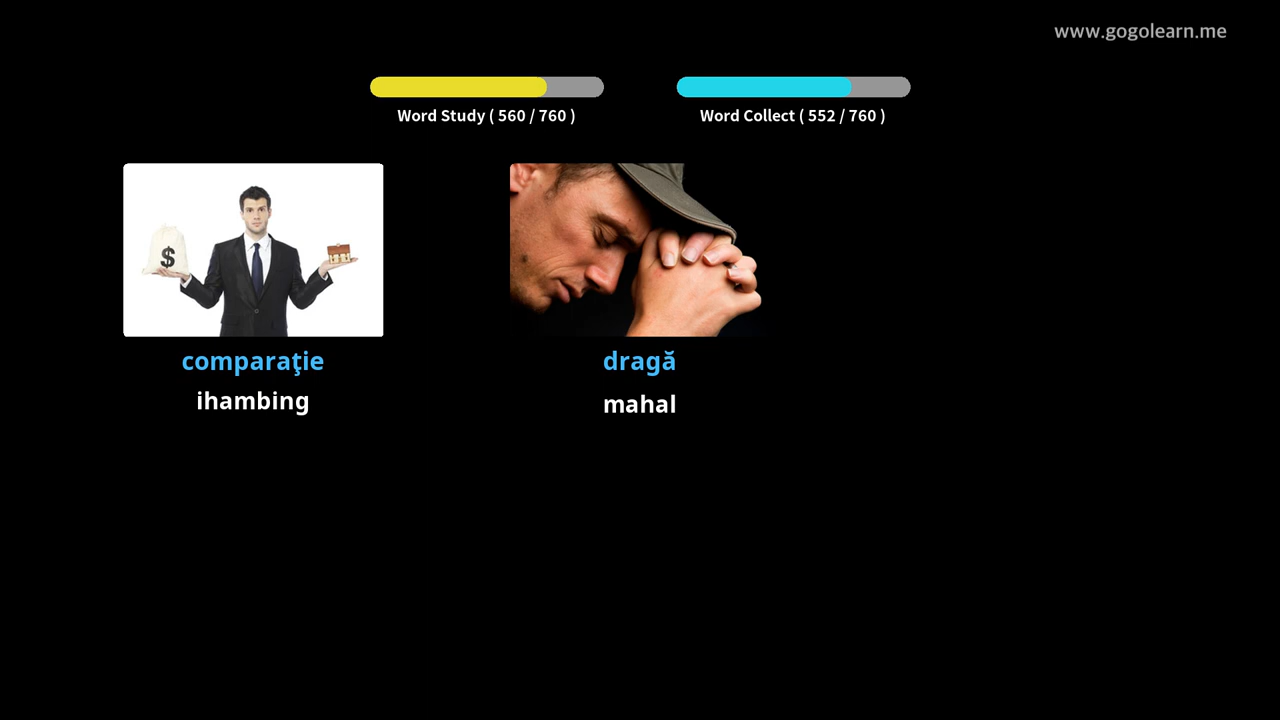 www.gogolearn.me
Word Study ( 560 / 760 )
Word Collect ( 552 / 760 )
$
comparaţie
ihambing
dragă
mahal